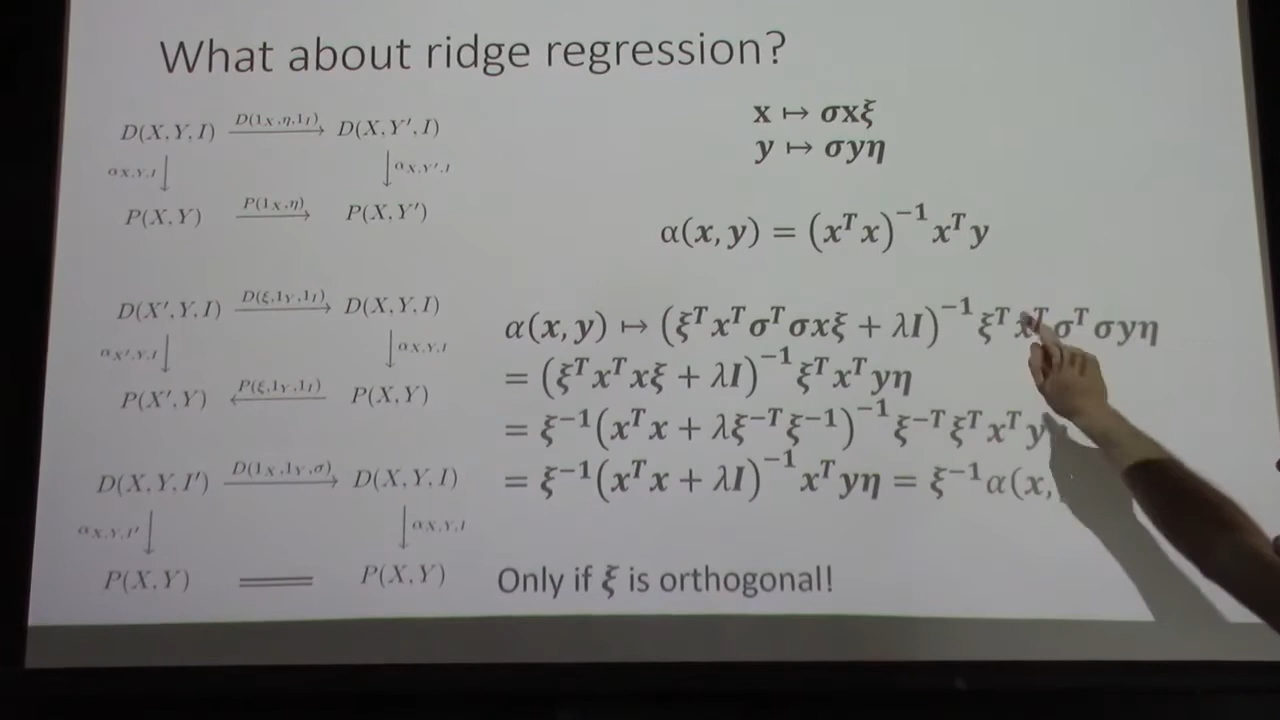 What about ridge regression?
D(X,Y,I) D(1_X,η,1_I) D(X,Y′,I)
α_{X,Y,I} α_{X,Y′,I}
P(X,Y) P(1_X,η) P(X,Y′)
D(X′,Y,I) D(ξ,1_Y,1_I) D(X,Y,I)
α_{X′,Y,I} α_{X,Y,I}
P(X′,Y) P(ξ,1_Y,1_I) P(X,Y)
D(X,Y,I′) D(1_X,1_Y,σ) D(X,Y,I)
α_{X,Y,I′} α_{X,Y,I}
P(X,Y) P(X,Y)
x ↦ σxξ
y ↦ σyη
α(x, y) = (x^T x)^{−1} x^T y
α(x, y) ↦ (ξ^T x^T σ^T σxξ + λI)^{−1} ξ^T x^T σ^T σyη
= (ξ^T x^T xξ + λI)^{−1} ξ^T x^T yη
= ξ^{−1}(x^T x + λξ^{−T} ξ^{−1})^{−1} ξ^{−T} ξ^T x^T y
= ξ^{−1}(x^T x + λI)^{−1} x^T yη = ξ^{−1} α(x,
Only if ξ is orthogonal!